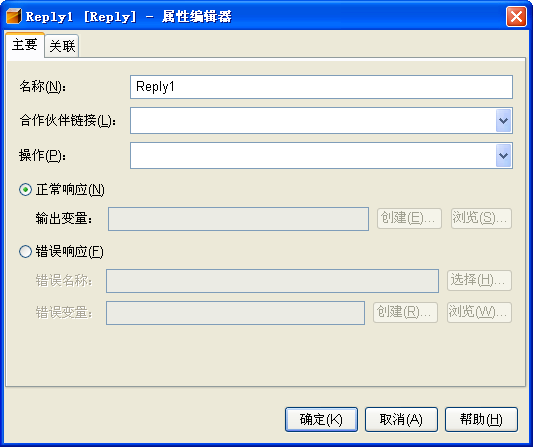 Reply1 [Reply] - 属性编辑器
主要 关联
名称(N): Reply1
合作伙伴链接(L):
操作(P):
正常响应(N)
输出变量: 创建(E)... 浏览(S)...
错误响应(F)
错误名称: 选择(H)...
错误变量: 创建(R)... 浏览(W)...
确定(K) 取消(A) 帮助(H)